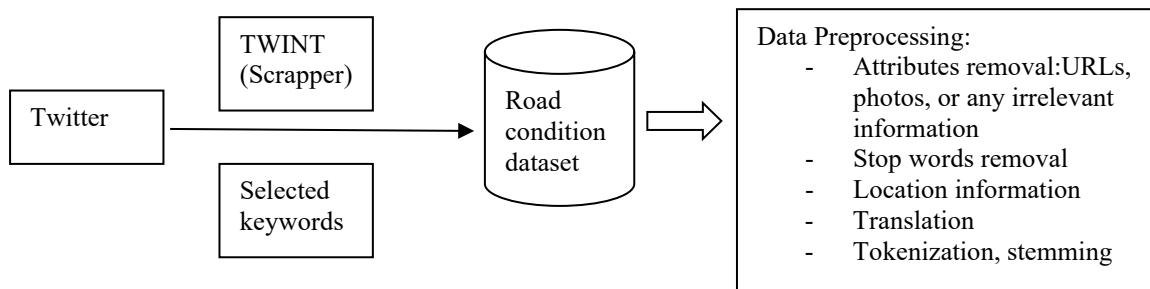 Twitter
TWINT
(Scrapper)
Selected
keywords
Road
condition
dataset
Data Preprocessing:
- Attributes removal:URLs,
photos, or any irrelevant
information
- Stop words removal
- Location information
- Translation
- Tokenization, stemming